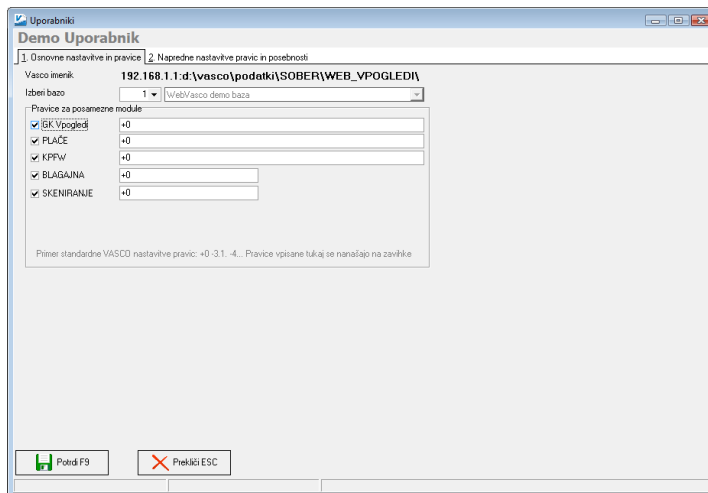 Uporabniki
Demo Uporabnik
1. Osnovne nastavitve in pravice 2. Napredne nastavitve pravic in posebnosti
Vasco imenik 192.168.1.1:d:\vasco\podatki\SOBER\WEB_VPOGLEDI\
Izberi bazo 1 WebVasco demo baza
Pravice za posamezne module
GK Vpogledi +0
PLAČE +0
KPFW +0
BLAGAJNA +0
SKENIRANJE +0
Primer standardne VASCO nastavitve pravic: +0 -3.1. -4... Pravice vpisane tukaj se nanašajo na zavihke
Potrdi F9 Prekliči ESC